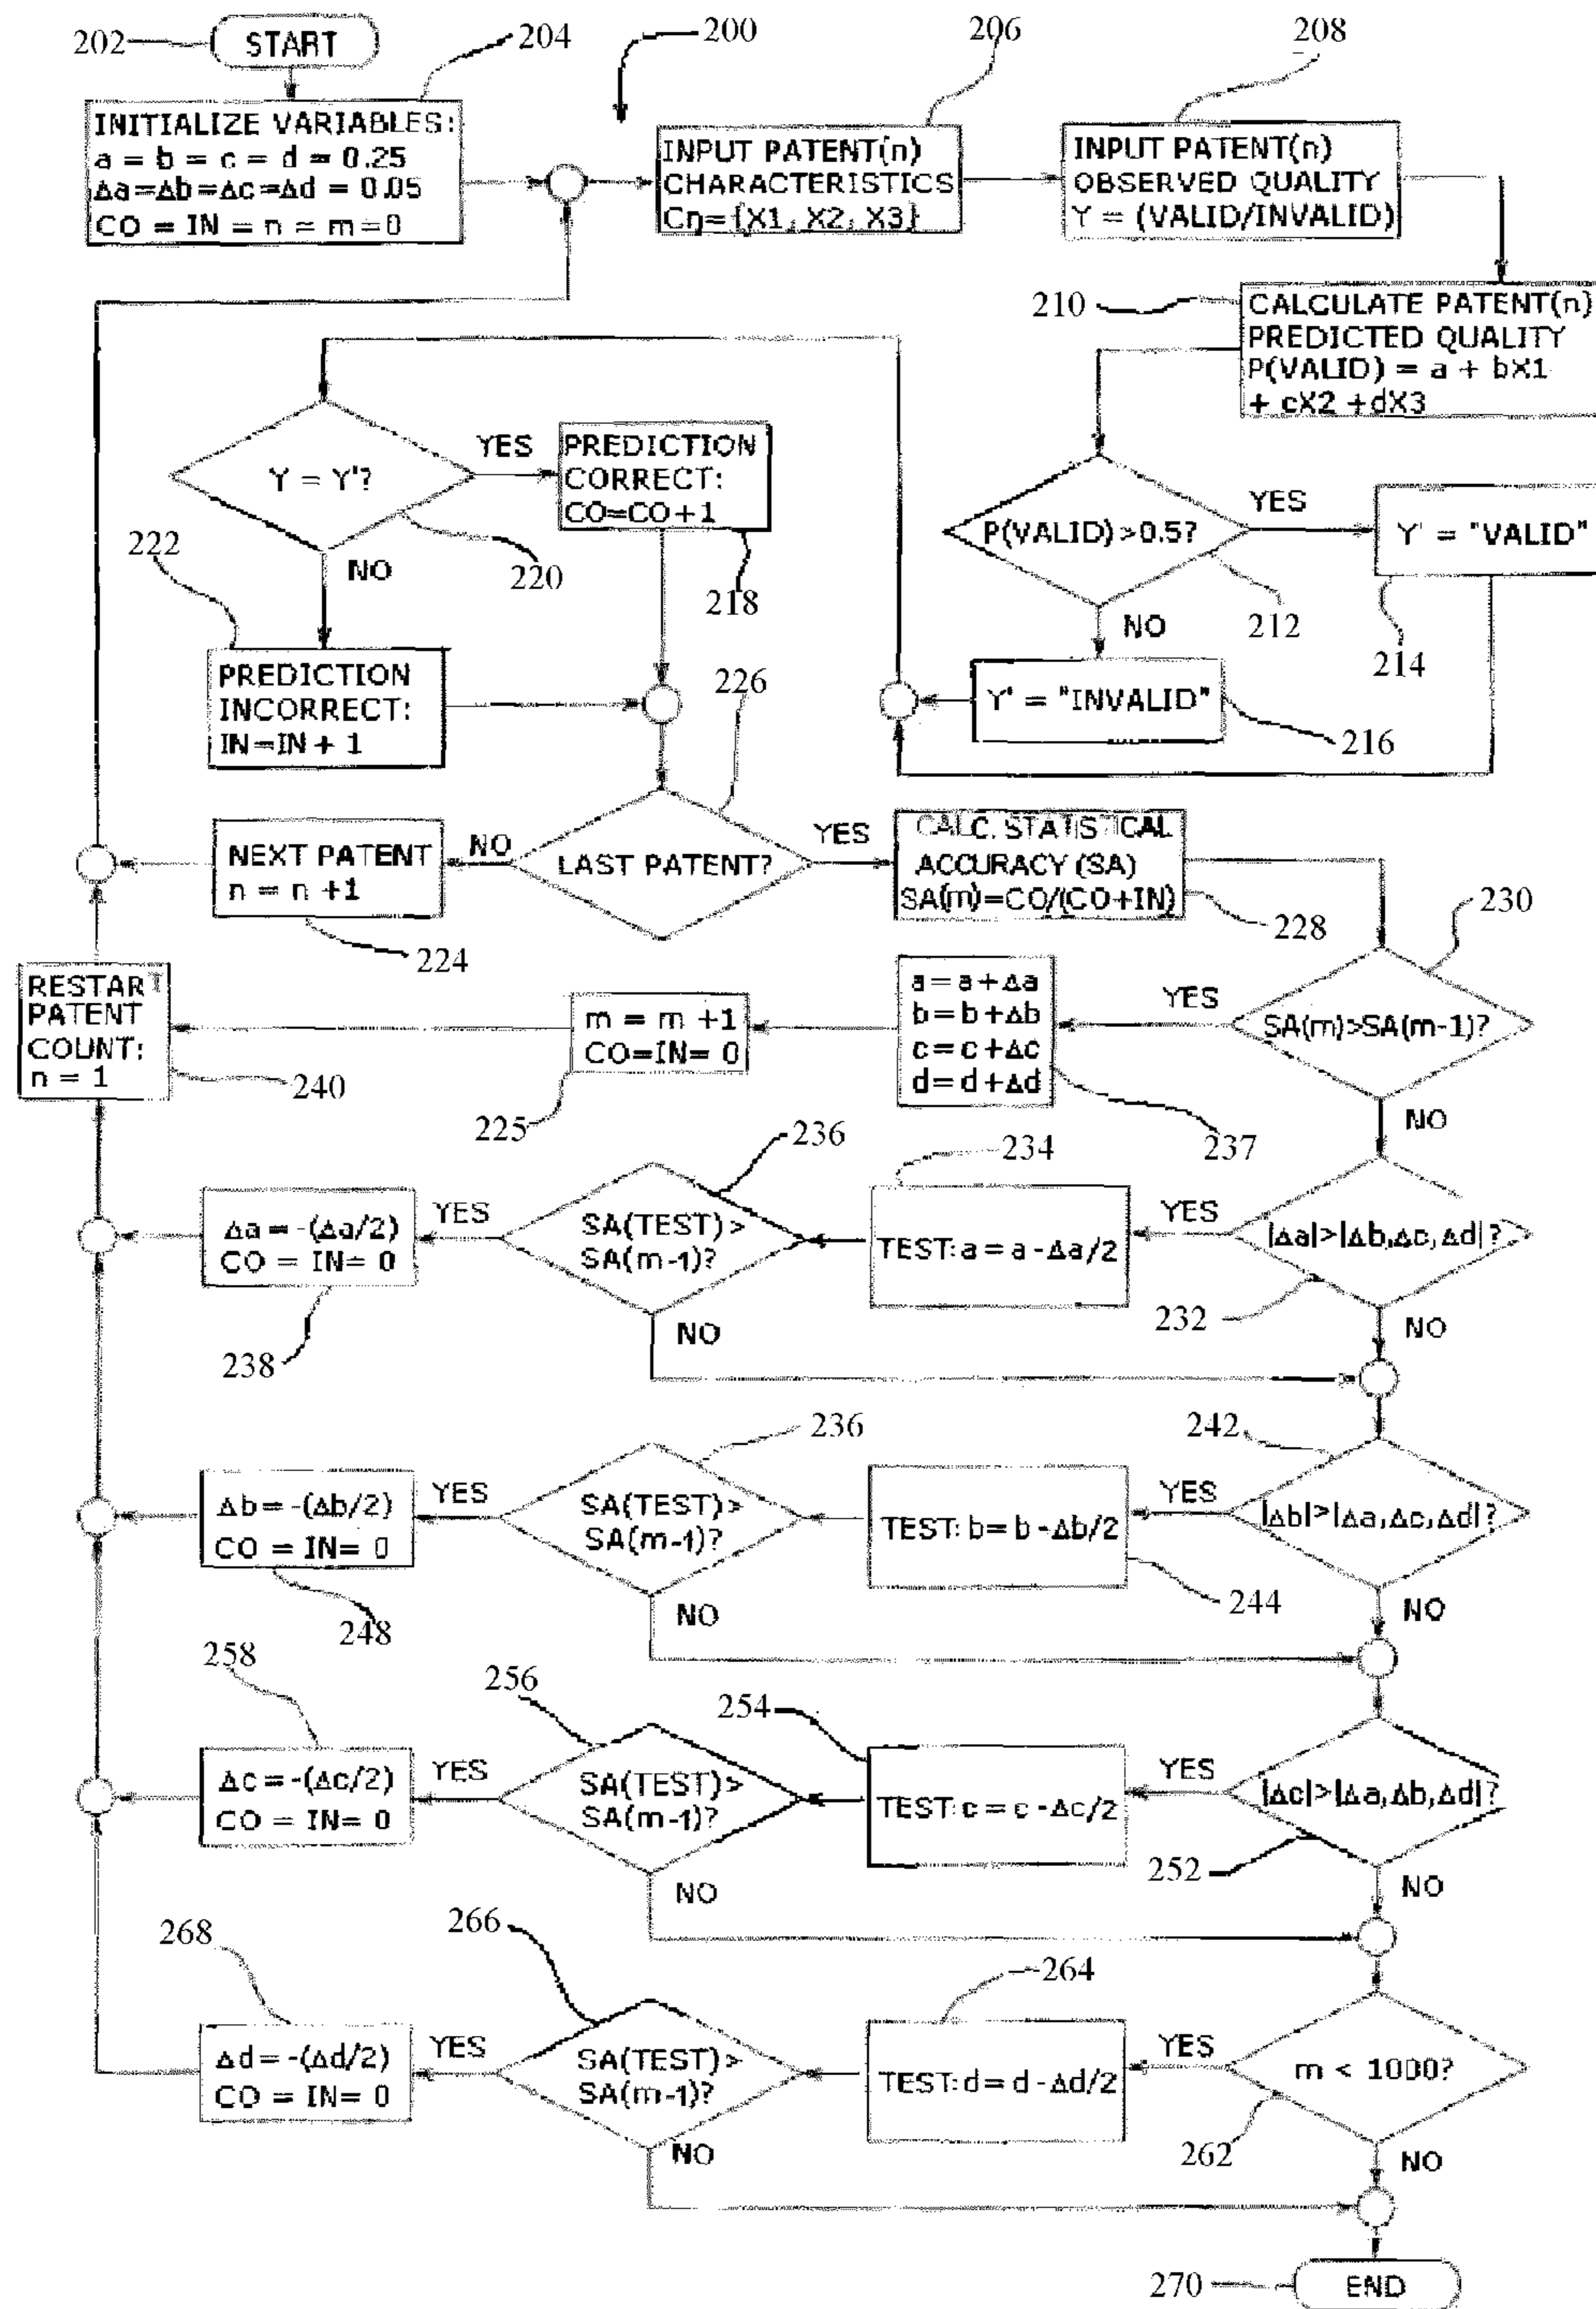 202
START
204
200
206
208
INITIALIZE VARIABLES:
a = b = c = d = 0.25
Δa=Δb=Δc=Δd = 0.05
CO = IN = n = m=0
INPUT PATENT(n)
CHARACTERISTICS
Cn={X1, X2, X3}
INPUT PATENT(n)
OBSERVED QUALITY
Y = (VALID/INVALID)
210
CALCULATE PATENT(n)
PREDICTED QUALITY
P(VALID) = a + bX1
+ cX2 +dX3
Y = Y'?
YES
NO
220
PREDICTION
CORRECT:
CO=CO+1
218
222
PREDICTION
INCORRECT:
IN=IN + 1
P(VALID)>0.5?
YES
NO
212
Y' = "VALID"
214
Y' = "INVALID"
216
226
LAST PATENT?
NO
YES
NEXT PATENT
n = n +1
224
CALC. STATISTICAL
ACCURACY (SA)
SA(m)=CO/(CO+IN)
228
230
SA(m)>SA(m-1)?
YES
NO
a=a+Δa
b=b+Δb
c=c+Δc
d=d+Δd
237
m = m +1
CO=IN= 0
225
RESTART
PATENT
COUNT:
n = 1
240
|Δa|>|Δb,Δc,Δd|?
232
YES
NO
234
TEST: a = a -Δa/2
236
SA(TEST)>
SA(m-1)?
YES
NO
Δa = -(Δa/2)
CO = IN= 0
238
242
|Δb|>|Δa,Δc,Δd|?
YES
NO
TEST: b= b -Δb/2
244
236
SA(TEST)>
SA(m-1)?
YES
NO
Δb= -(Δb/2)
CO = IN= 0
248
|Δc|>|Δa,Δb,Δd|?
252
YES
NO
254
TEST: c = c -Δc/2
256
SA(TEST)>
SA(m-1)?
YES
NO
258
Δc= -(Δc/2)
CO = IN= 0
m < 1000?
262
YES
NO
264
TEST: d= d -Δd/2
266
SA(TEST)>
SA(m-1)?
YES
NO
268
Δd= -(Δd/2)
CO = IN= 0
270
END